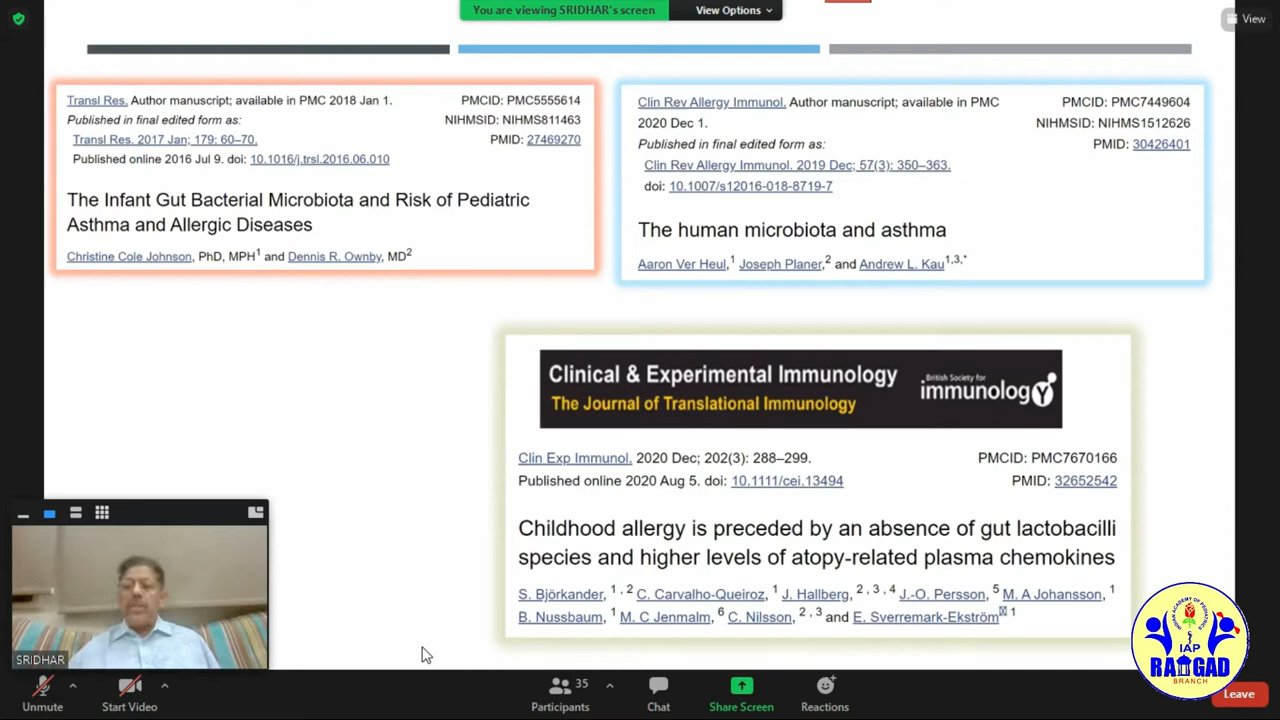 You are viewing SRIDHAR's screen
View Options
View
Transl Res. Author manuscript; available in PMC 2018 Jan 1.
Published in final edited form as:
Transl Res. 2017 Jan; 179: 60–70.
Published online 2016 Jul 9. doi: 10.1016/j.trsl.2016.06.010
PMCID: PMC5555614
NIHMSID: NIHMS811463
PMID: 27469270
The Infant Gut Bacterial Microbiota and Risk of Pediatric
Asthma and Allergic Diseases
Christine Cole Johnson, PhD, MPH1 and Dennis R. Ownby, MD2
Clin Rev Allergy Immunol. Author manuscript; available in PMC
2020 Dec 1.
Published in final edited form as:
Clin Rev Allergy Immunol. 2019 Dec; 57(3): 350–363.
doi: 10.1007/s12016-018-8719-7
PMCID: PMC7449604
NIHMSID: NIHMS1512626
PMID: 30426401
The human microbiota and asthma
Aaron Ver Heul,1 Joseph Planer,2 and Andrew L. Kau1,3,*
Clinical & Experimental Immunology
The Journal of Translational Immunology
British Society for
immunology
Clin Exp Immunol. 2020 Dec; 202(3): 288–299.
Published online 2020 Aug 5. doi: 10.1111/cei.13494
PMCID: PMC7670166
PMID: 32652542
Childhood allergy is preceded by an absence of gut lactobacilli
species and higher levels of atopy-related plasma chemokines
S. Björkander, 1 , 2 C. Carvalho-Queiroz, 1 J. Hallberg, 2 , 3 , 4 J.-O. Persson, 5 M. A Johansson, 1
B. Nussbaum, 1 M. C Jenmalm, 6 C. Nilsson, 2 , 3 and E. Sverremark-Ekström 1
SRIDHAR
IAP
RAIGAD
BRANCH
Unmute
Start Video
35
Participants
Chat
Share Screen
Reactions
Leave